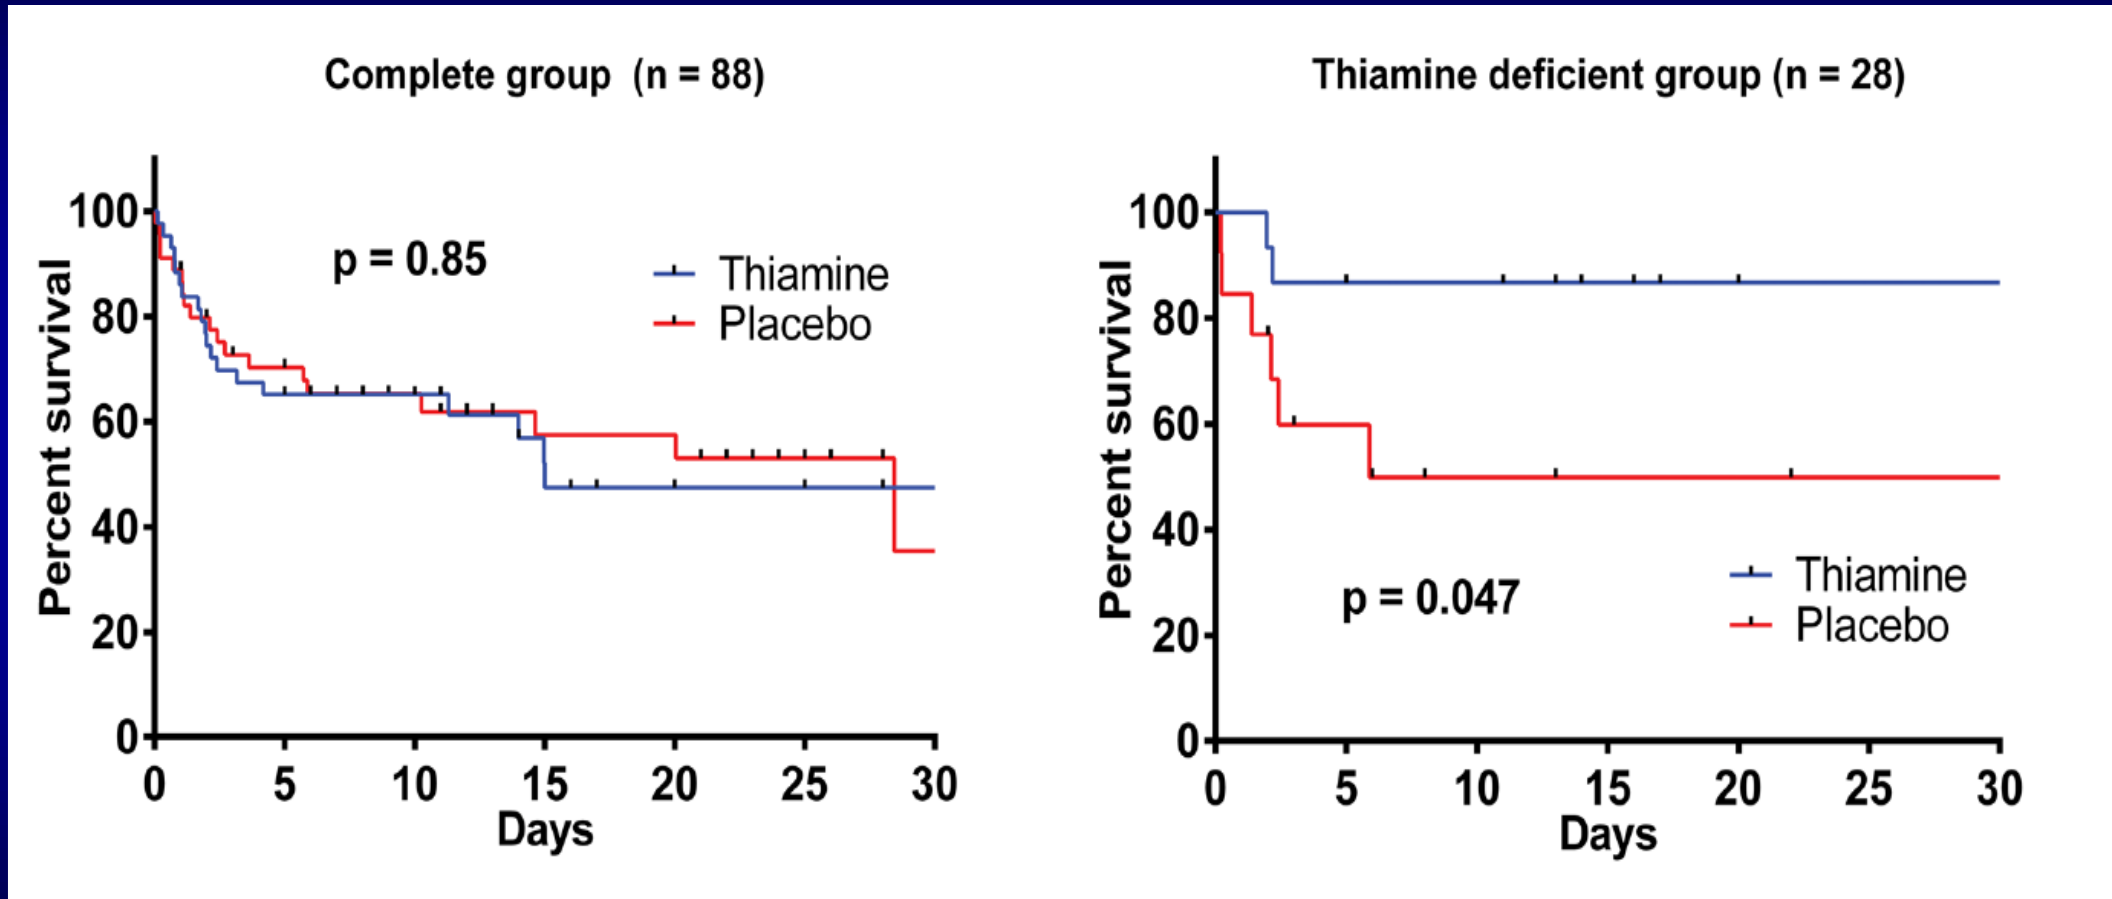 Complete group (n = 88)
100
80
60
40
20
0
Percent survival
p = 0.85
Thiamine
Placebo
0 5 10 15 20 25 30
Days
Thiamine deficient group (n = 28)
100
80
60
40
20
0
Percent survival
p = 0.047
Thiamine
Placebo
0 5 10 15 20 25 30
Days